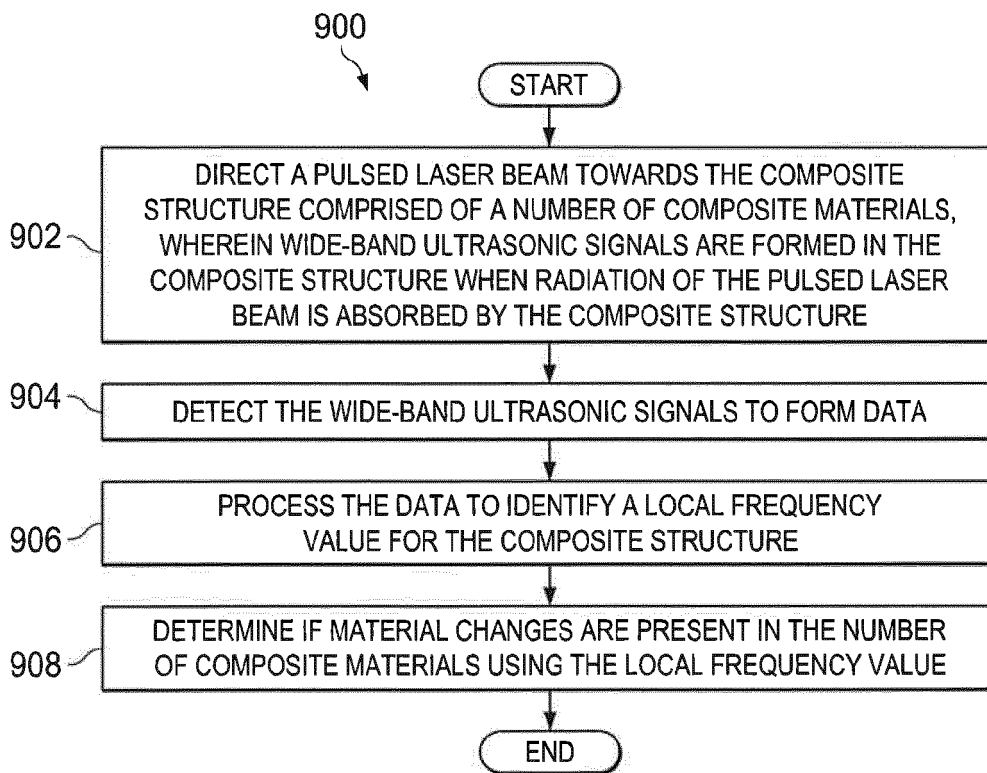 900
START
902
DIRECT A PULSED LASER BEAM TOWARDS THE COMPOSITE
STRUCTURE COMPRISED OF A NUMBER OF COMPOSITE MATERIALS,
WHEREIN WIDE-BAND ULTRASONIC SIGNALS ARE FORMED IN THE
COMPOSITE STRUCTURE WHEN RADIATION OF THE PULSED LASER
BEAM IS ABSORBED BY THE COMPOSITE STRUCTURE
904
DETECT THE WIDE-BAND ULTRASONIC SIGNALS TO FORM DATA
906
PROCESS THE DATA TO IDENTIFY A LOCAL FREQUENCY
VALUE FOR THE COMPOSITE STRUCTURE
908
DETERMINE IF MATERIAL CHANGES ARE PRESENT IN THE NUMBER
OF COMPOSITE MATERIALS USING THE LOCAL FREQUENCY VALUE
END